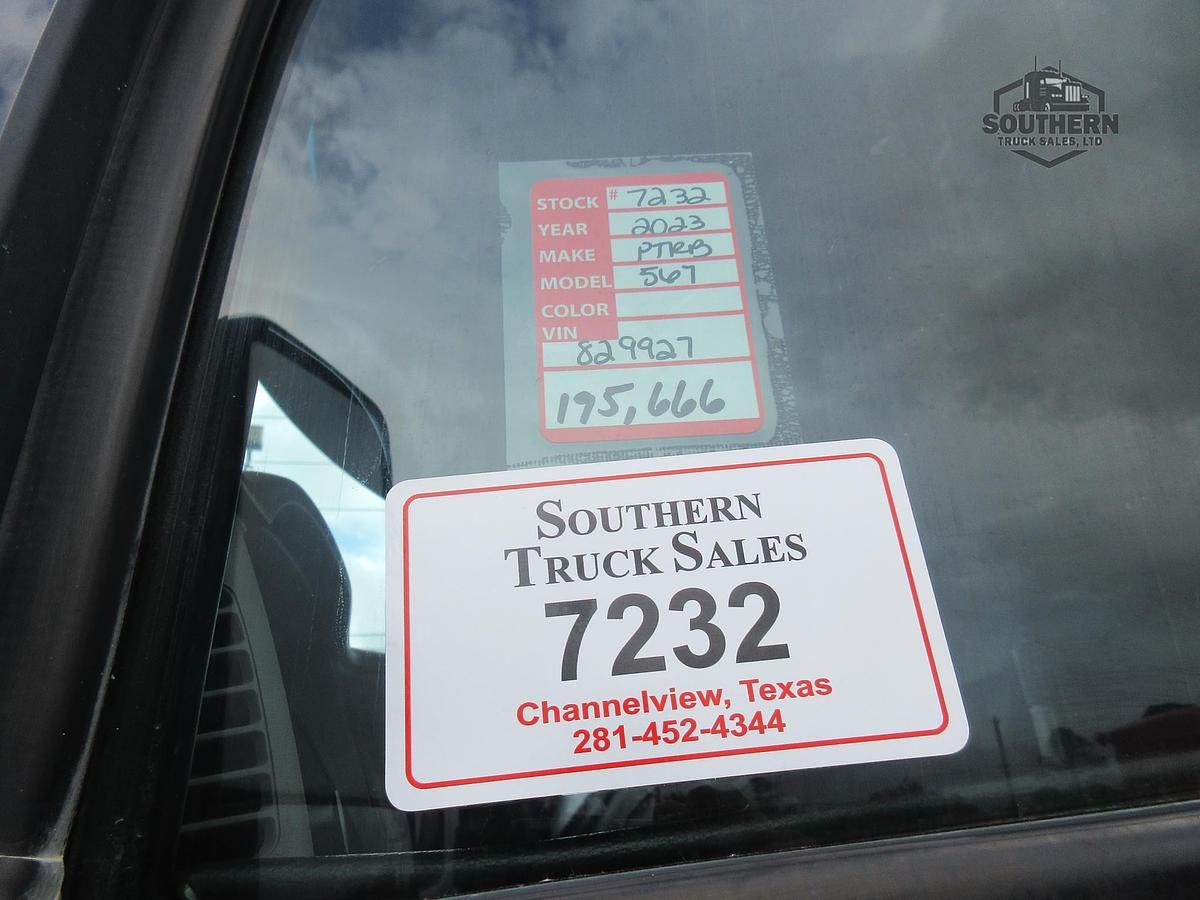 SOUTHERN
TRUCK SALES, LTD
STOCK # 7232
YEAR 2023
MAKE PTRB
MODEL 567
COLOR
VIN
829927
195,666
SOUTHERN
TRUCK SALES
7232
Channelview, Texas
281-452-4344